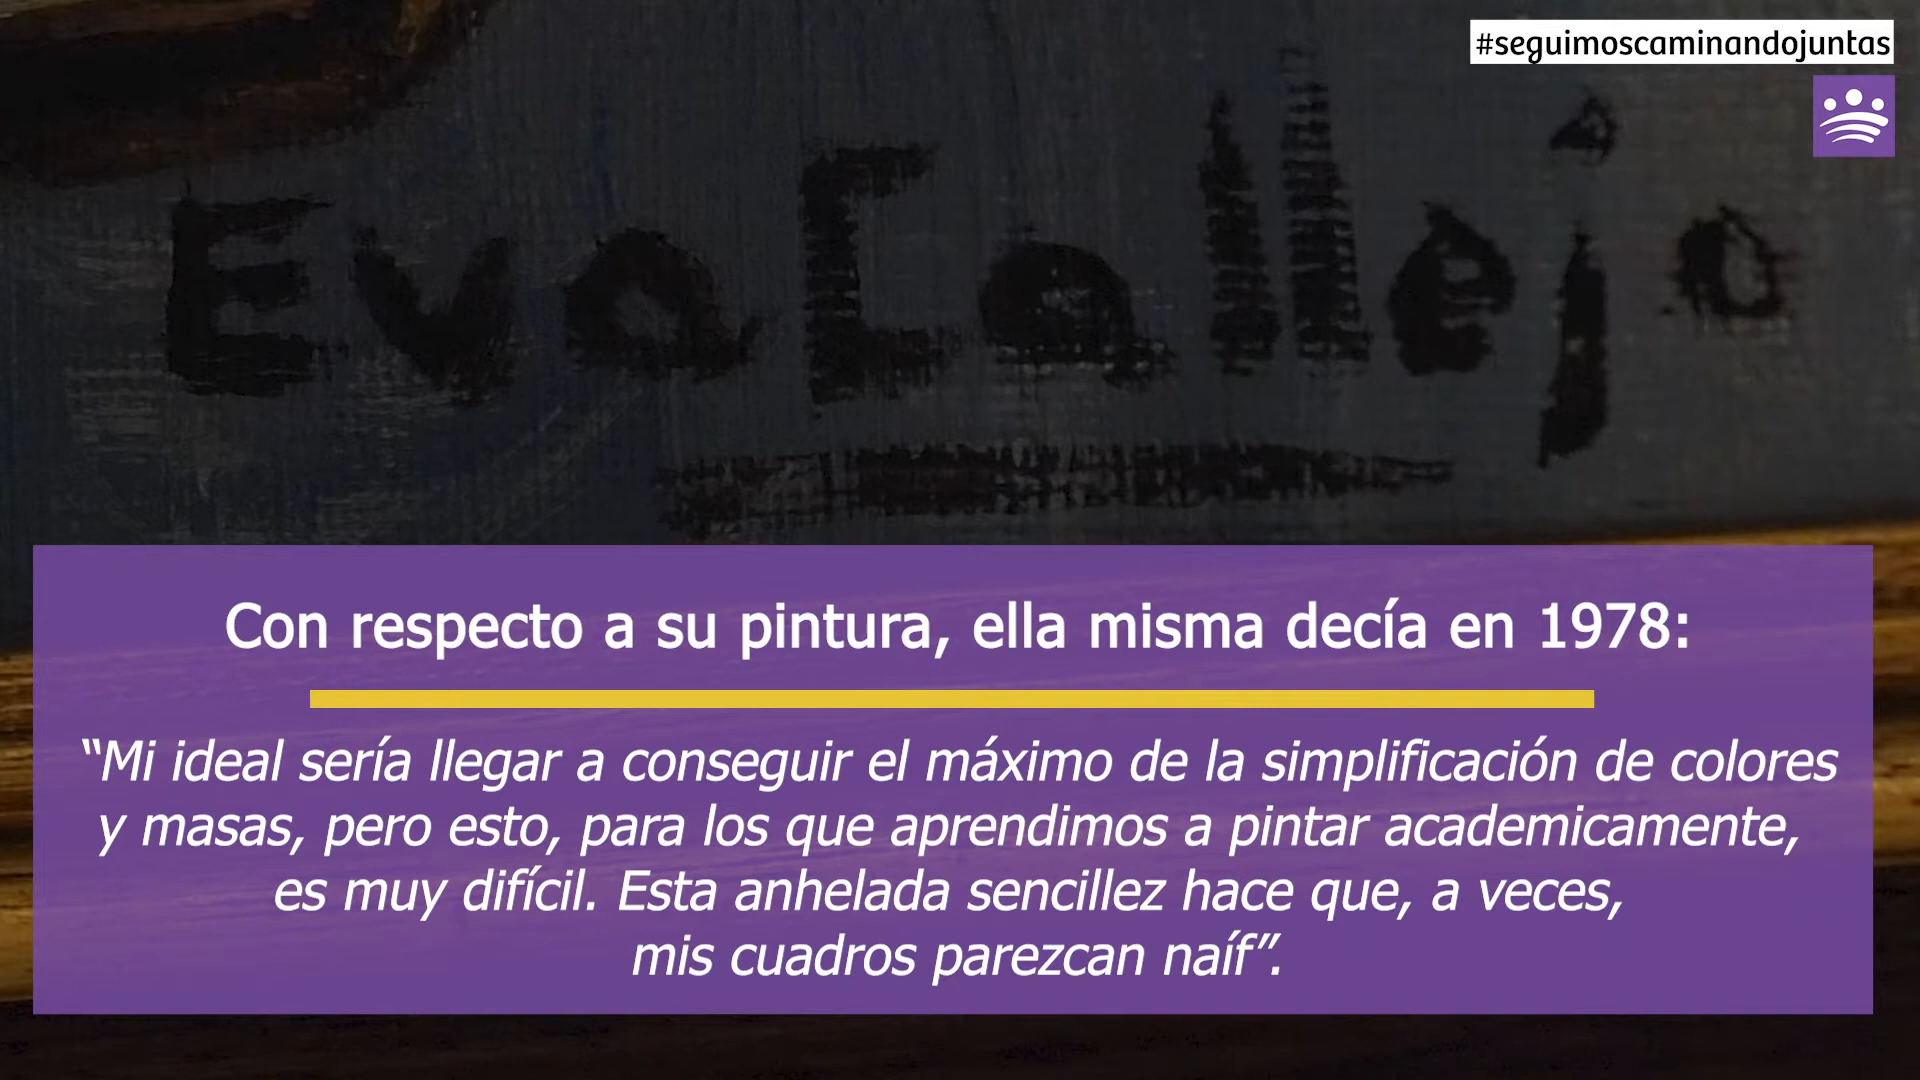 #seguimoscaminandojuntas
Eva Callejo
Con respecto a su pintura, ella misma decía en 1978:
“Mi ideal sería llegar a conseguir el máximo de la simplificación de colores
y masas, pero esto, para los que aprendimos a pintar academicamente,
es muy difícil. Esta anhelada sencillez hace que, a veces,
mis cuadros parezcan naíf”.